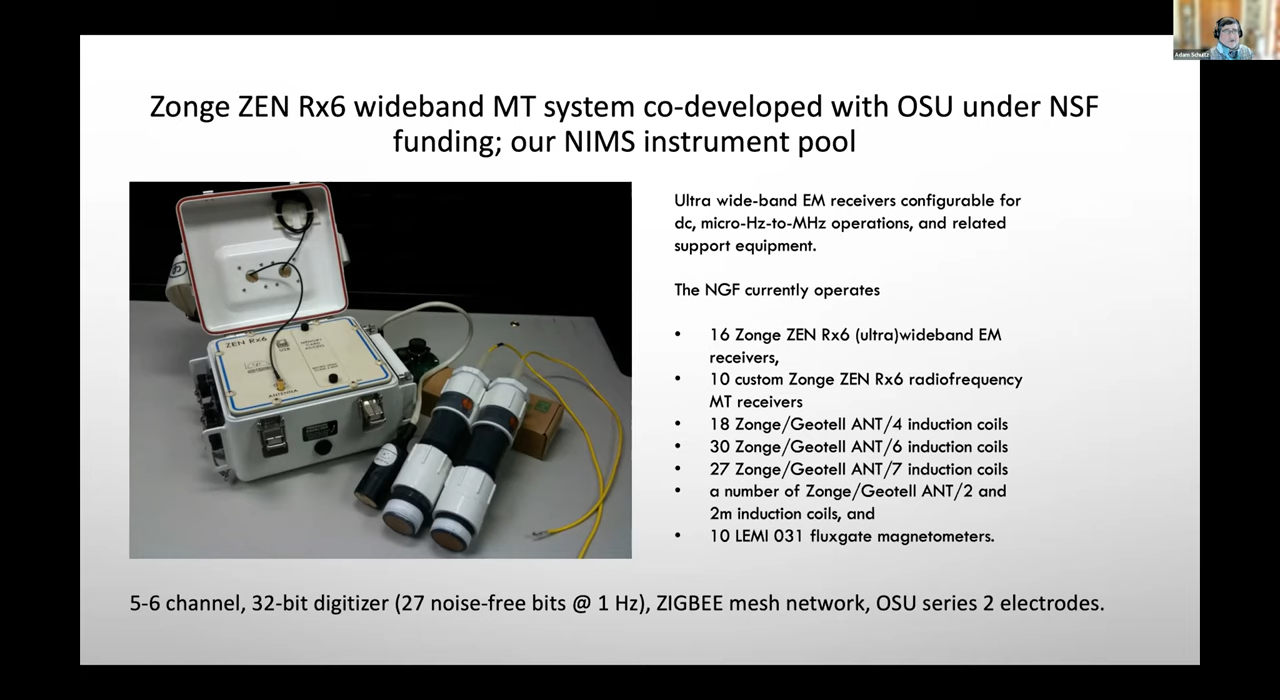 Adam Schultz
Zonge ZEN Rx6 wideband MT system co-developed with OSU under NSF
funding; our NIMS instrument pool
Ultra wide-band EM receivers configurable for
dc, micro-Hz-to-MHz operations, and related
support equipment.
The NGF currently operates
• 16 Zonge ZEN Rx6 (ultra)wideband EM
receivers,
• 10 custom Zonge ZEN Rx6 radiofrequency
MT receivers
• 18 Zonge/Geotell ANT/4 induction coils
• 30 Zonge/Geotell ANT/6 induction coils
• 27 Zonge/Geotell ANT/7 induction coils
• a number of Zonge/Geotell ANT/2 and
2m induction coils, and
• 10 LEMI 031 fluxgate magnetometers.
ZEN Rx6
USB
ANTENNA
5-6 channel, 32-bit digitizer (27 noise-free bits @ 1 Hz), ZIGBEE mesh network, OSU series 2 electrodes.